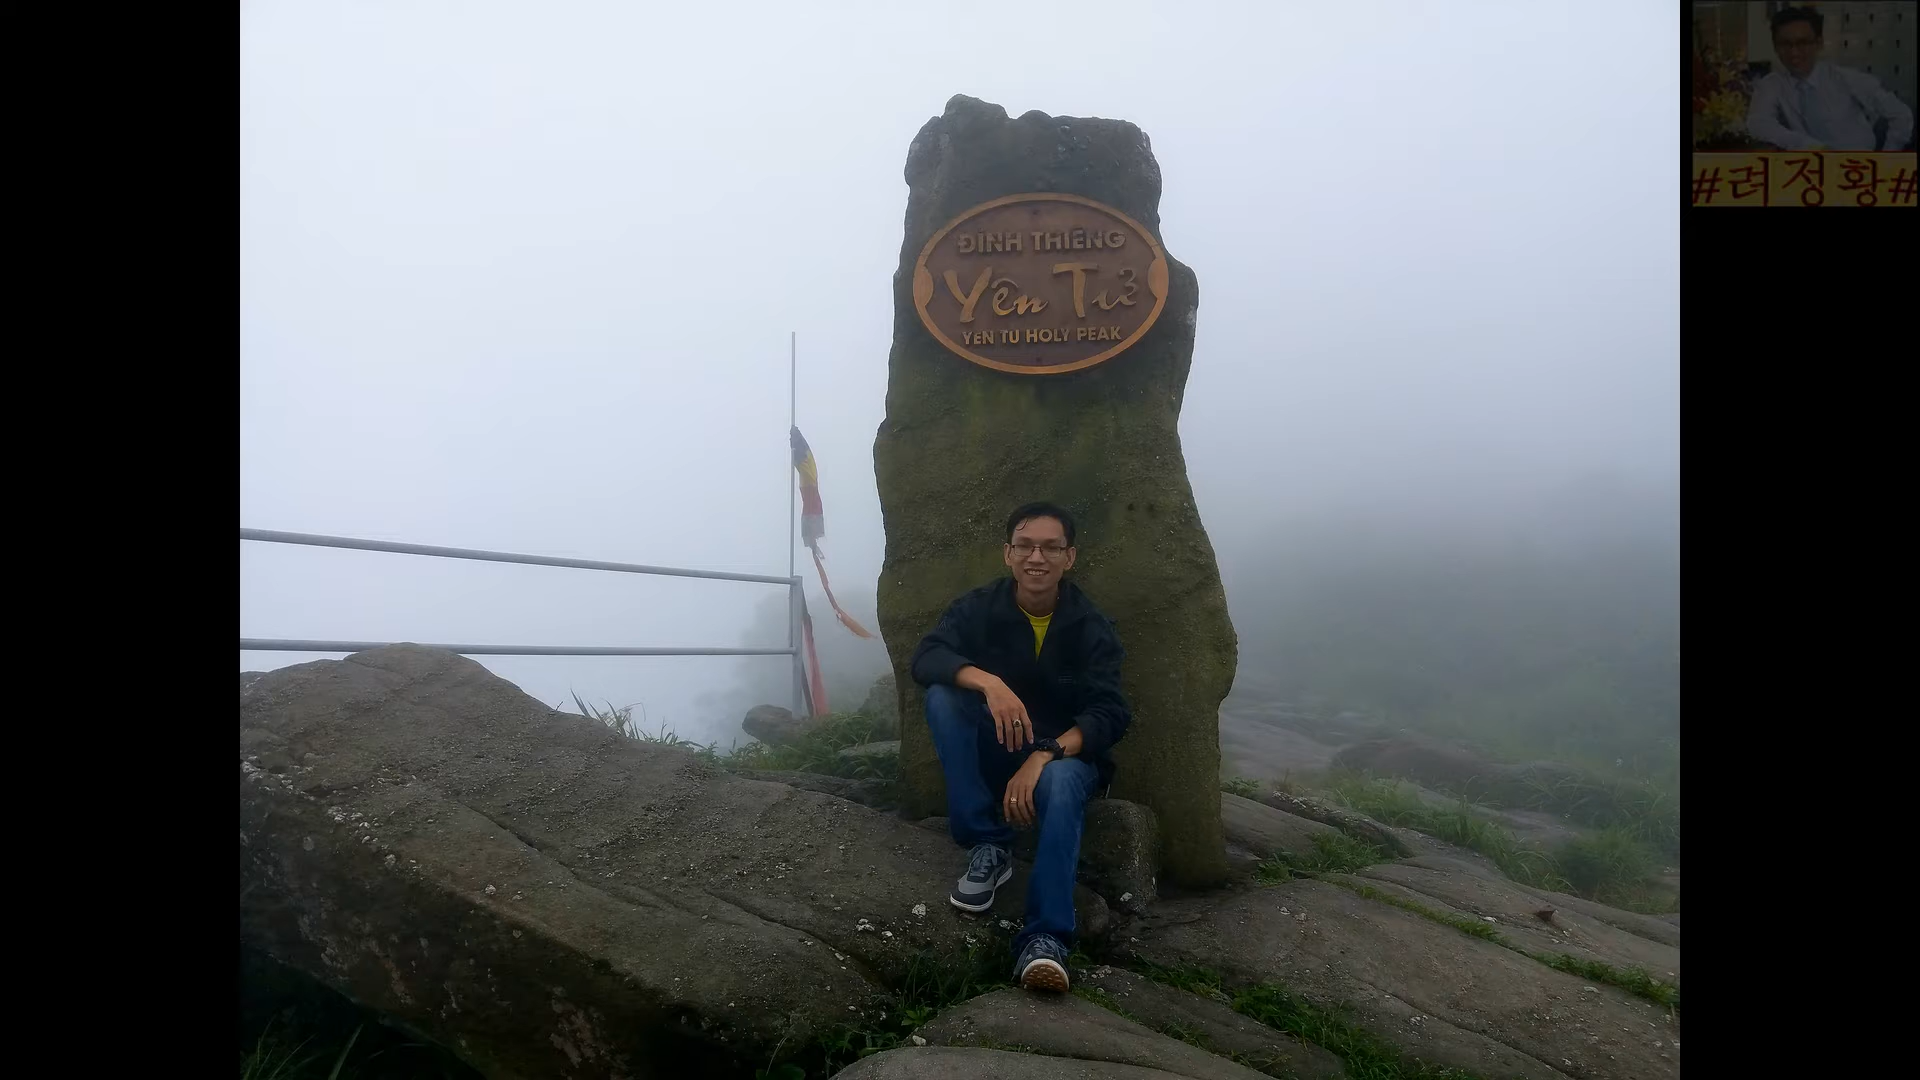 ĐỈNH THIÊNG
Yên Tử
YEN TU HOLY PEAK
#려정황#